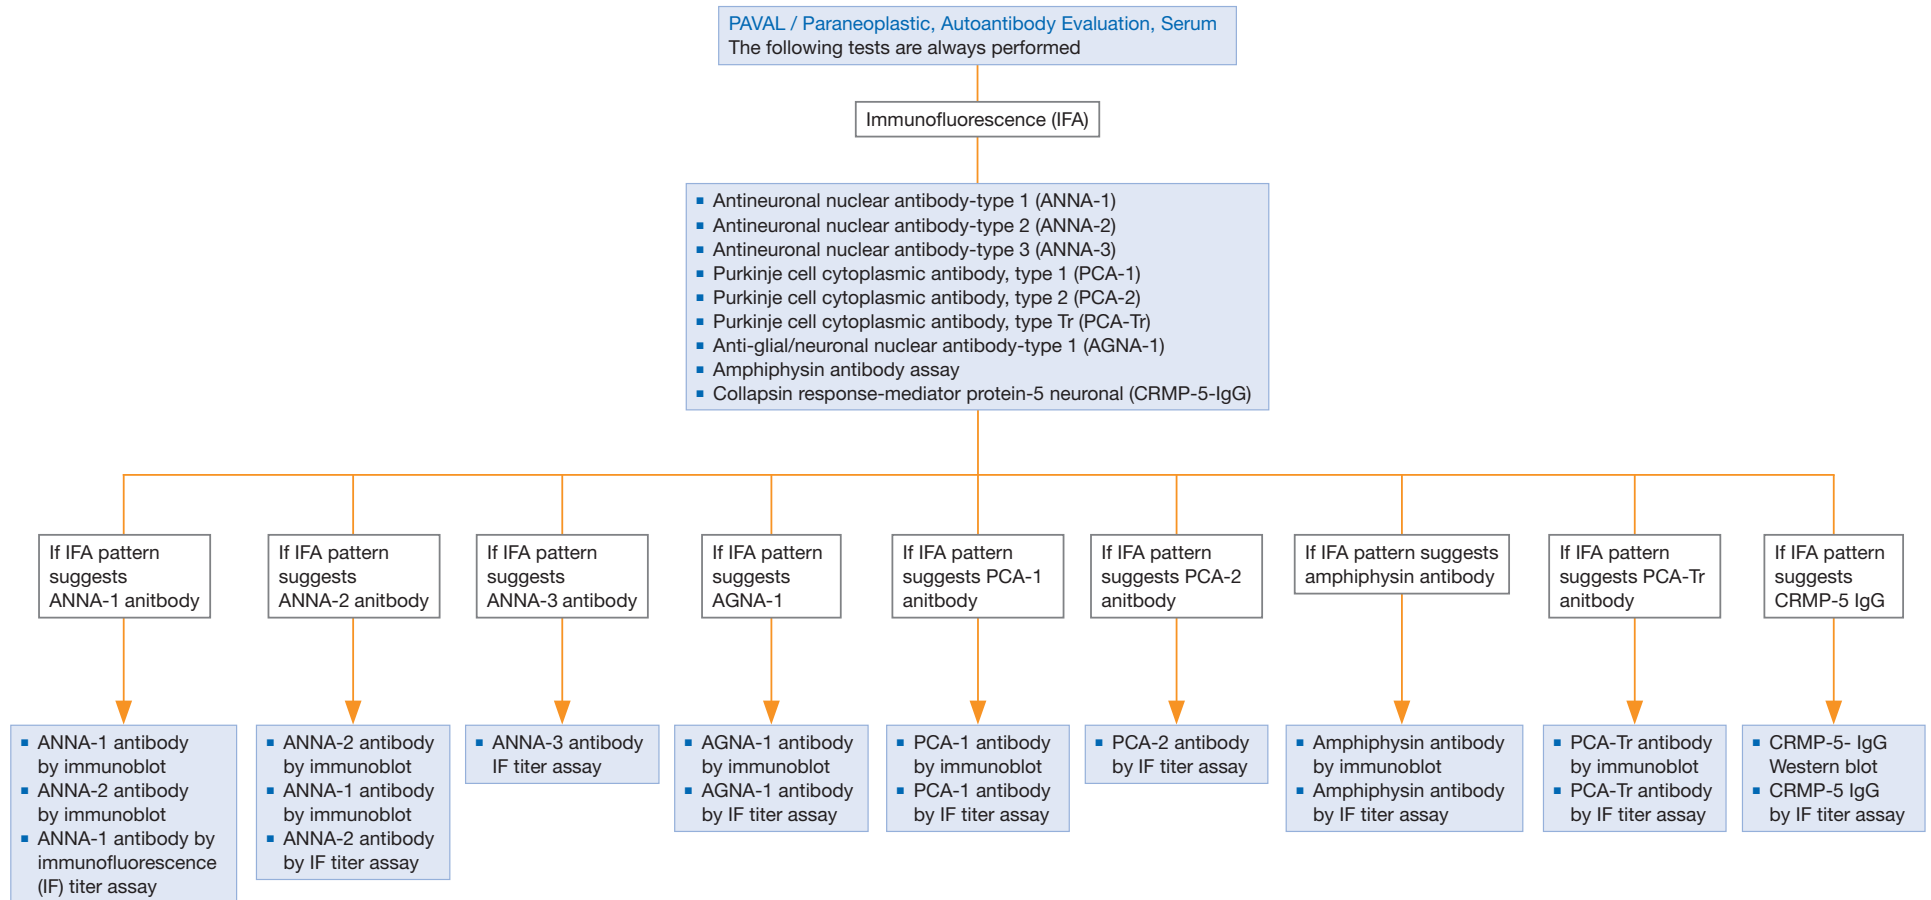 PAVAL / Paraneoplastic, Autoantibody Evaluation, Serum
The following tests are always performed
Immunofluorescence (IFA)
▪ Antineuronal nuclear antibody-type 1 (ANNA-1)
▪ Antineuronal nuclear antibody-type 2 (ANNA-2)
▪ Antineuronal nuclear antibody-type 3 (ANNA-3)
▪ Purkinje cell cytoplasmic antibody, type 1 (PCA-1)
▪ Purkinje cell cytoplasmic antibody, type 2 (PCA-2)
▪ Purkinje cell cytoplasmic antibody, type Tr (PCA-Tr)
▪ Anti-glial/neuronal nuclear antibody-type 1 (AGNA-1)
▪ Amphiphysin antibody assay
▪ Collapsin response-mediator protein-5 neuronal (CRMP-5-IgG)
If IFA pattern
suggests
ANNA-1 anitbody
If IFA pattern
suggests
ANNA-2 anitbody
If IFA pattern
suggests
ANNA-3 antibody
If IFA pattern
suggests
AGNA-1
If IFA pattern
suggests PCA-1
anitbody
If IFA pattern
suggests PCA-2
anitbody
If IFA pattern suggests
amphiphysin antibody
If IFA pattern
suggests PCA-Tr
anitbody
If IFA pattern
suggests
CRMP-5 IgG
▪ ANNA-1 antibody
by immunoblot
▪ ANNA-2 antibody
by immunoblot
▪ ANNA-1 antibody by
immunofluorescence
(IF) titer assay
▪ ANNA-2 antibody
by immunoblot
▪ ANNA-1 antibody
by immunoblot
▪ ANNA-2 antibody
by IF titer assay
▪ ANNA-3 antibody
IF titer assay
▪ AGNA-1 antibody
by immunoblot
▪ AGNA-1 antibody
by IF titer assay
▪ PCA-1 antibody
by immunoblot
▪ PCA-1 antibody
by IF titer assay
▪ PCA-2 antibody
by IF titer assay
▪ Amphiphysin antibody
by immunoblot
▪ Amphiphysin antibody
by IF titer assay
▪ PCA-Tr antibody
by immunoblot
▪ PCA-Tr antibody
by IF titer assay
▪ CRMP-5- IgG
Western blot
▪ CRMP-5 IgG
by IF titer assay